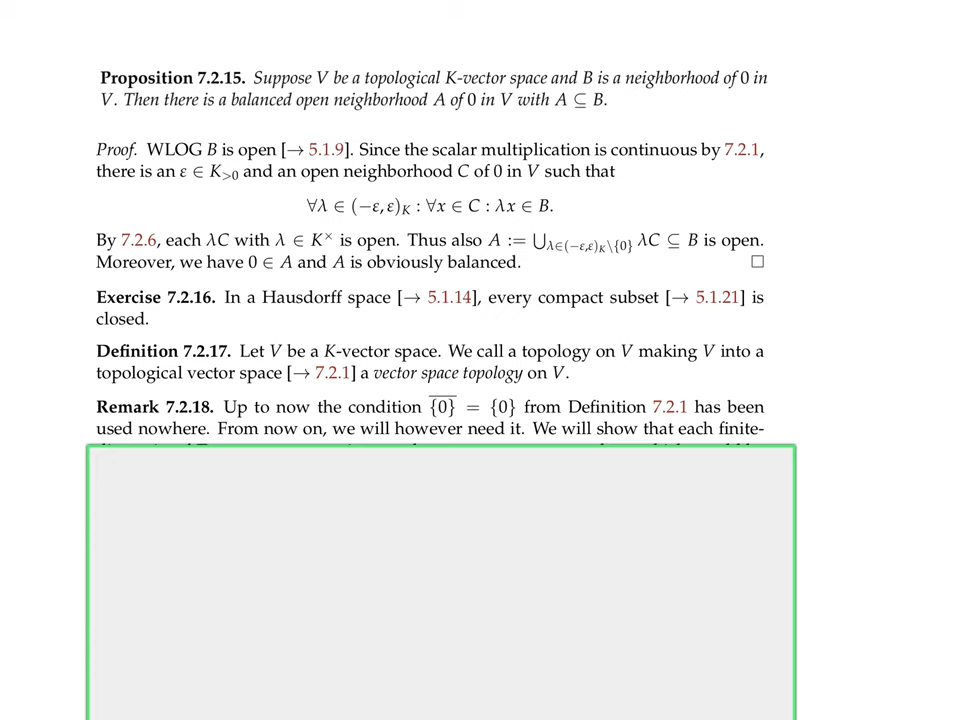 Proposition 7.2.15. Suppose V be a topological K-vector space and B is a neighborhood of 0 in
V. Then there is a balanced open neighborhood A of 0 in V with A ⊆ B.
Proof. WLOG B is open [→ 5.1.9]. Since the scalar multiplication is continuous by 7.2.1,
there is an ε ∈ K>0 and an open neighborhood C of 0 in V such that
∀λ ∈ (−ε, ε)K : ∀x ∈ C : λx ∈ B.
By 7.2.6, each λC with λ ∈ K× is open. Thus also A := ⋃λ∈(−ε,ε)K\{0} λC ⊆ B is open.
Moreover, we have 0 ∈ A and A is obviously balanced. □
Exercise 7.2.16. In a Hausdorff space [→ 5.1.14], every compact subset [→ 5.1.21] is
closed.
Definition 7.2.17. Let V be a K-vector space. We call a topology on V making V into a
topological vector space [→ 7.2.1] a vector space topology on V.
Remark 7.2.18. Up to now the condition \overline{{0}} = {0} from Definition 7.2.1 has been
used nowhere. From now on, we will however need it. We will show that each finite-